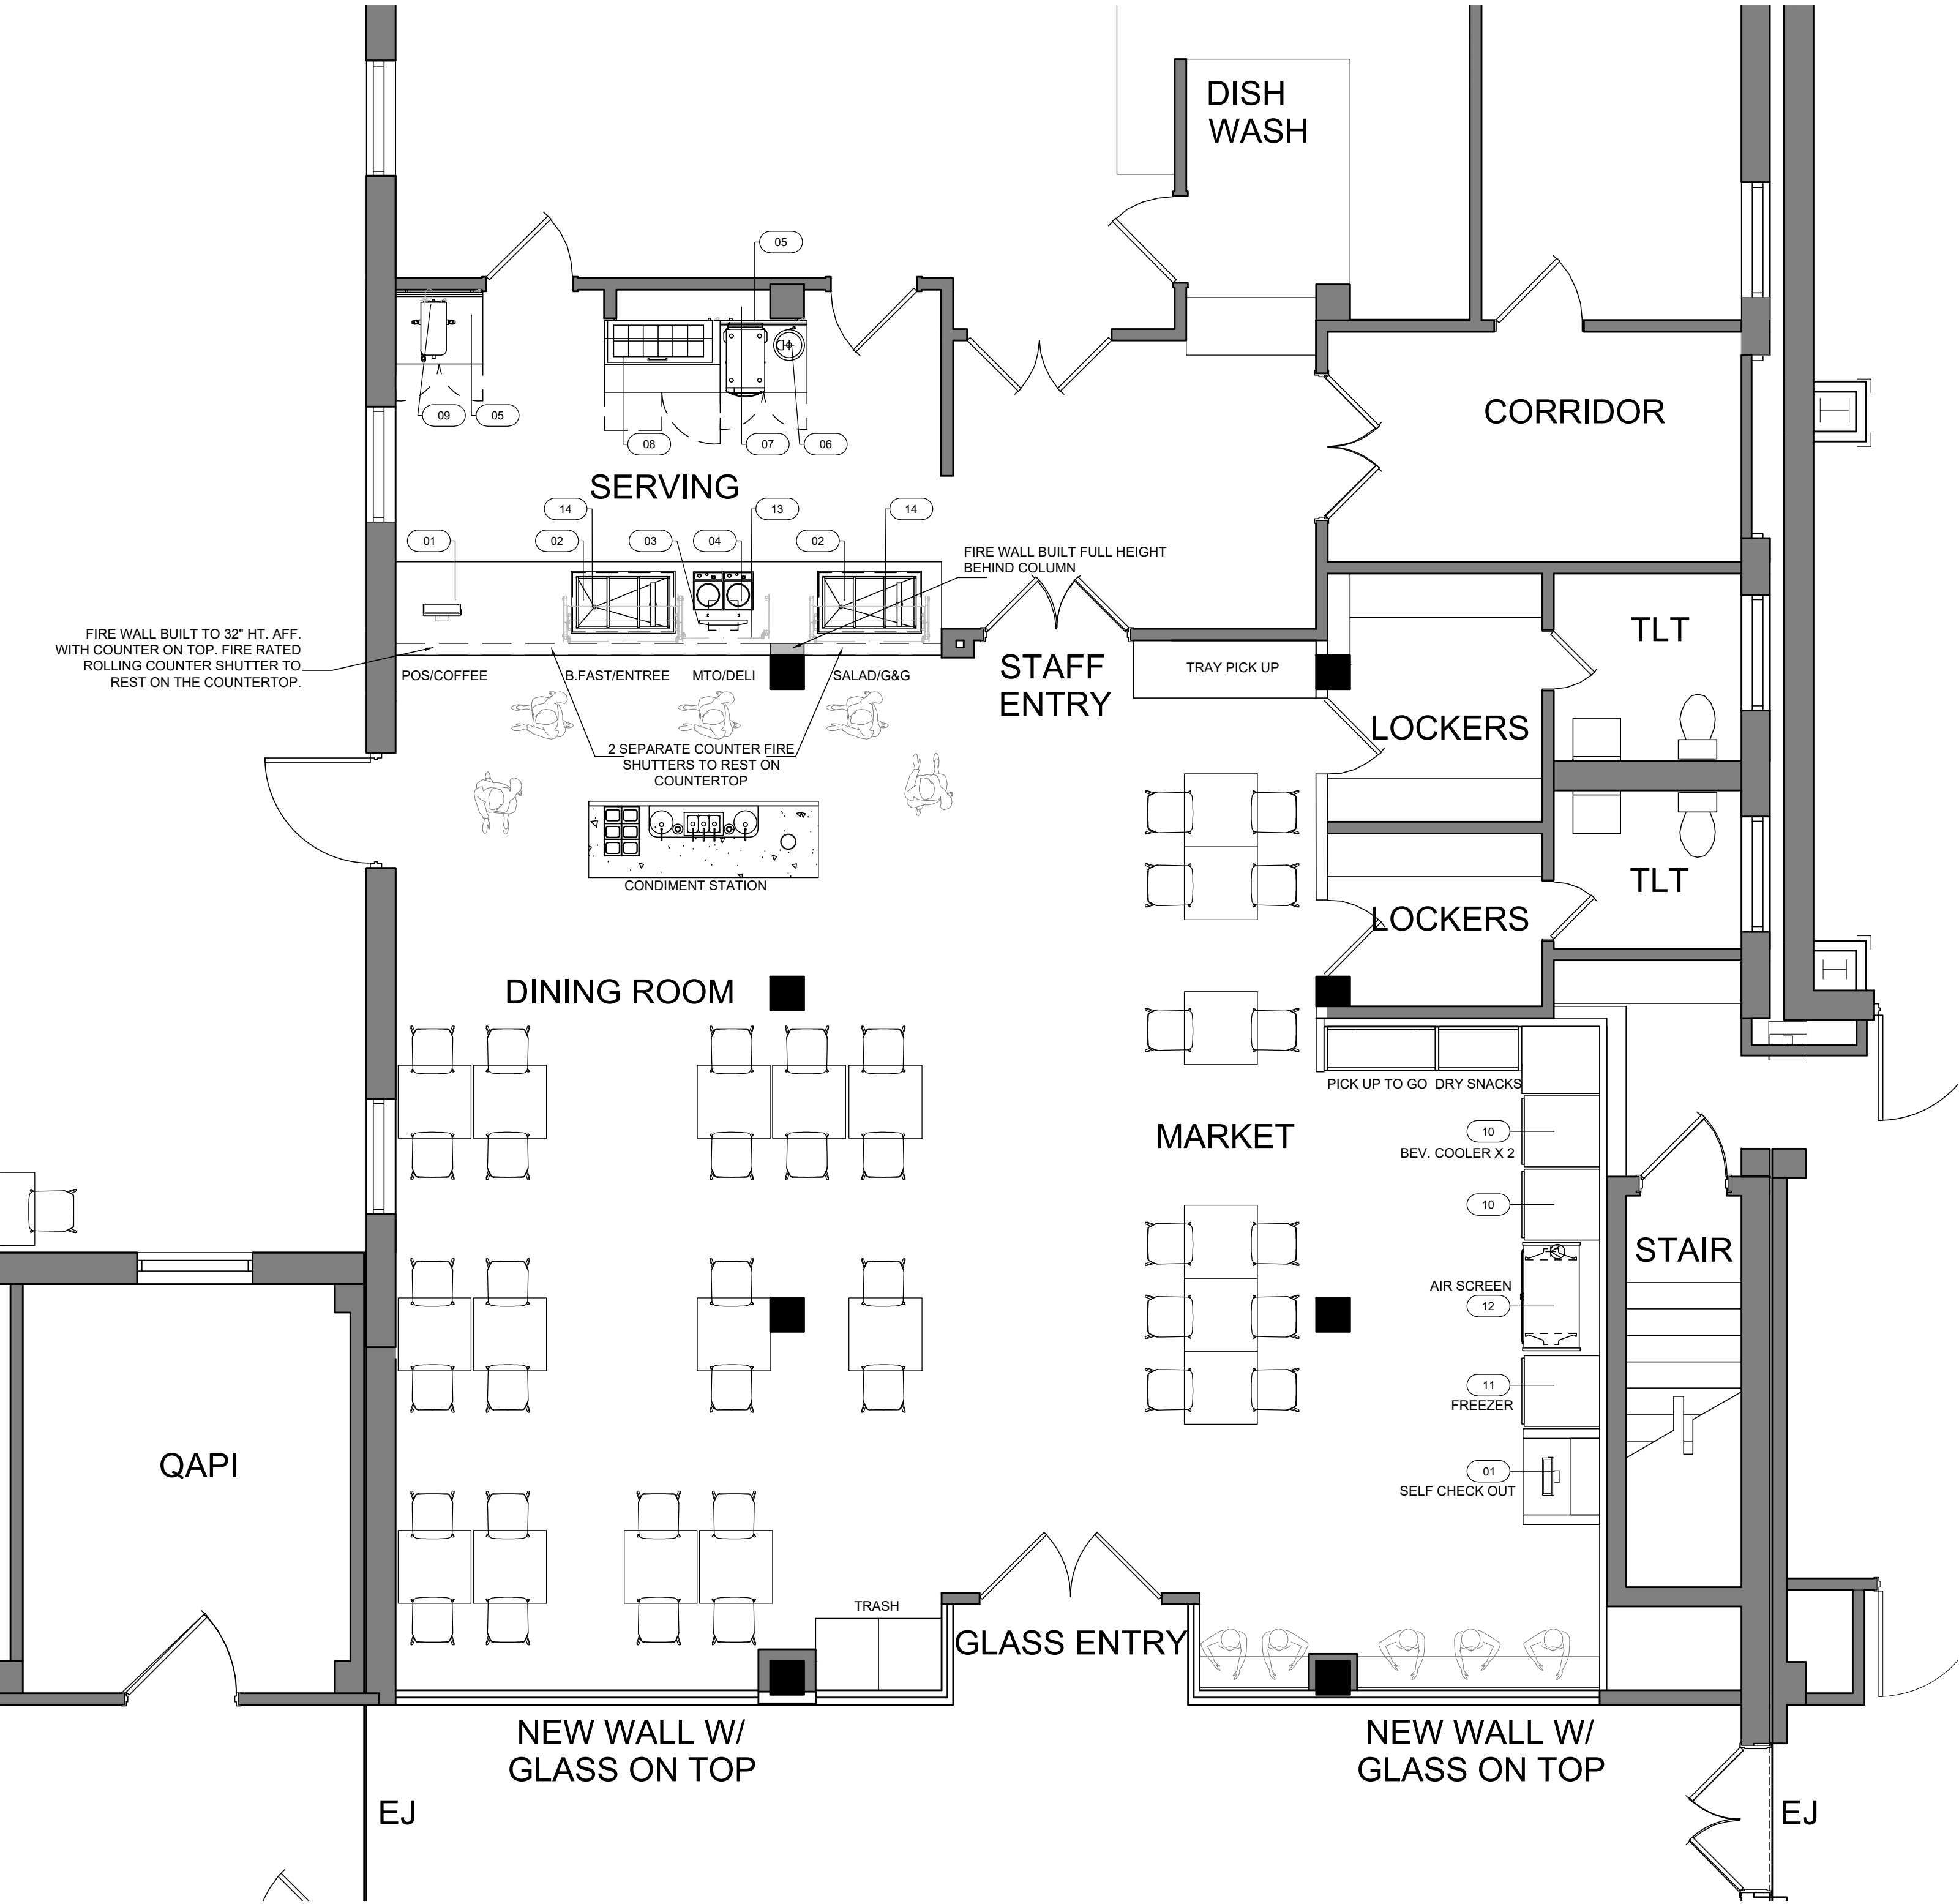 DISH
WASH
05
CORRIDOR
09
05
08
07
06
SERVING
14
13
14
01
02
03
04
02
FIRE WALL BUILT FULL HEIGHT
BEHIND COLUMN
FIRE WALL BUILT TO 32" HT. AFF.
WITH COUNTER ON TOP. FIRE RATED
ROLLING COUNTER SHUTTER TO
REST ON THE COUNTERTOP.
POS/COFFEE
B.FAST/ENTREE
MTO/DELI
SALAD/G&G
STAFF
ENTRY
TRAY PICK UP
TLT
LOCKERS
2 SEPARATE COUNTER FIRE
SHUTTERS TO REST ON
COUNTERTOP
CONDIMENT STATION
TLT
LOCKERS
DINING ROOM
PICK UP TO GO
DRY SNACKS
MARKET
10
BEV. COOLER X 2
10
STAIR
AIR SCREEN
12
11
FREEZER
QAPI
01
SELF CHECK OUT
TRASH
GLASS ENTRY
NEW WALL W/
GLASS ON TOP
NEW WALL W/
GLASS ON TOP
EJ
EJ